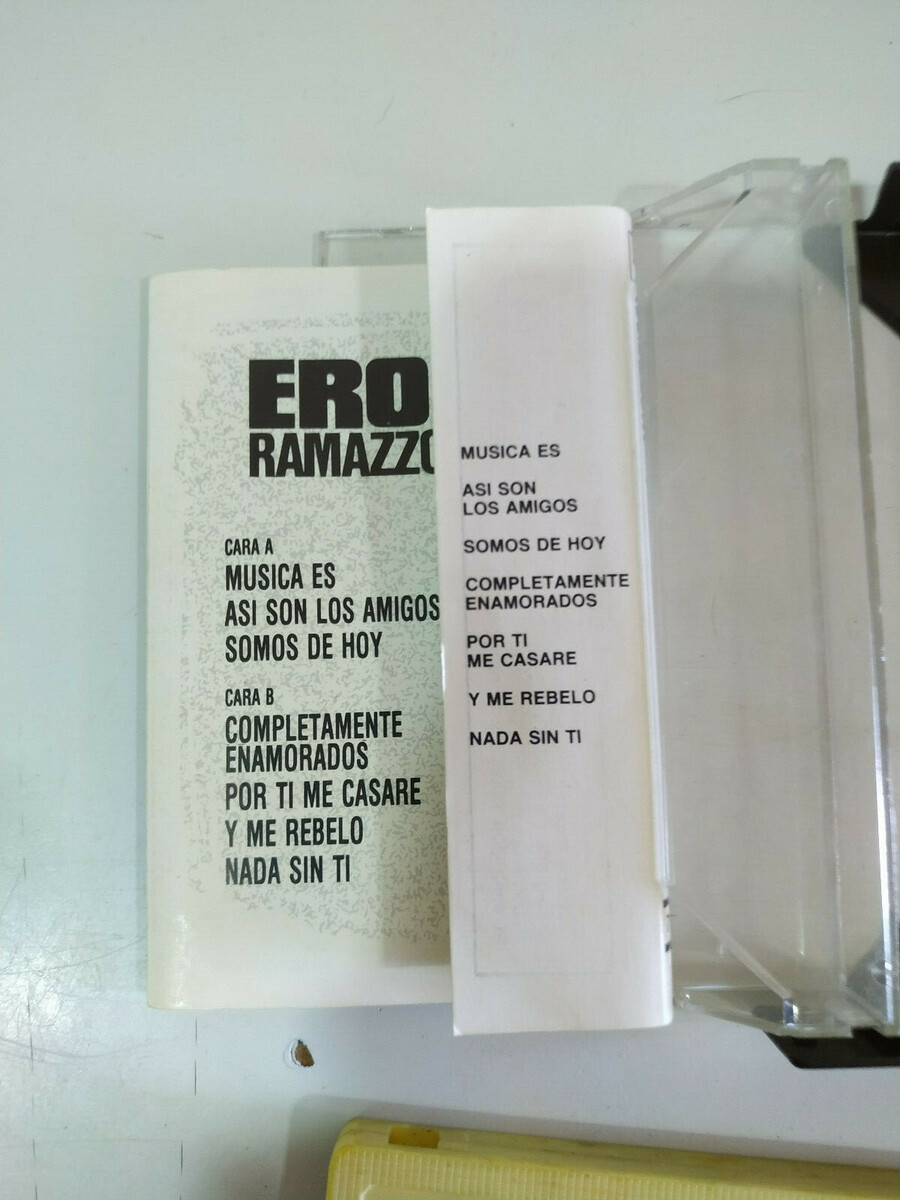 ERO
RAMAZZO
CARA A
MUSICA ES
ASI SON LOS AMIGOS
SOMOS DE HOY
CARA B
COMPLETAMENTE
ENAMORADOS
POR TI ME CASARE
Y ME REBELO
NADA SIN TI
MUSICA ES
ASI SON
LOS AMIGOS
SOMOS DE HOY
COMPLETAMENTE
ENAMORADOS
POR TI
ME CASARE
Y ME REBELO
NADA SIN TI